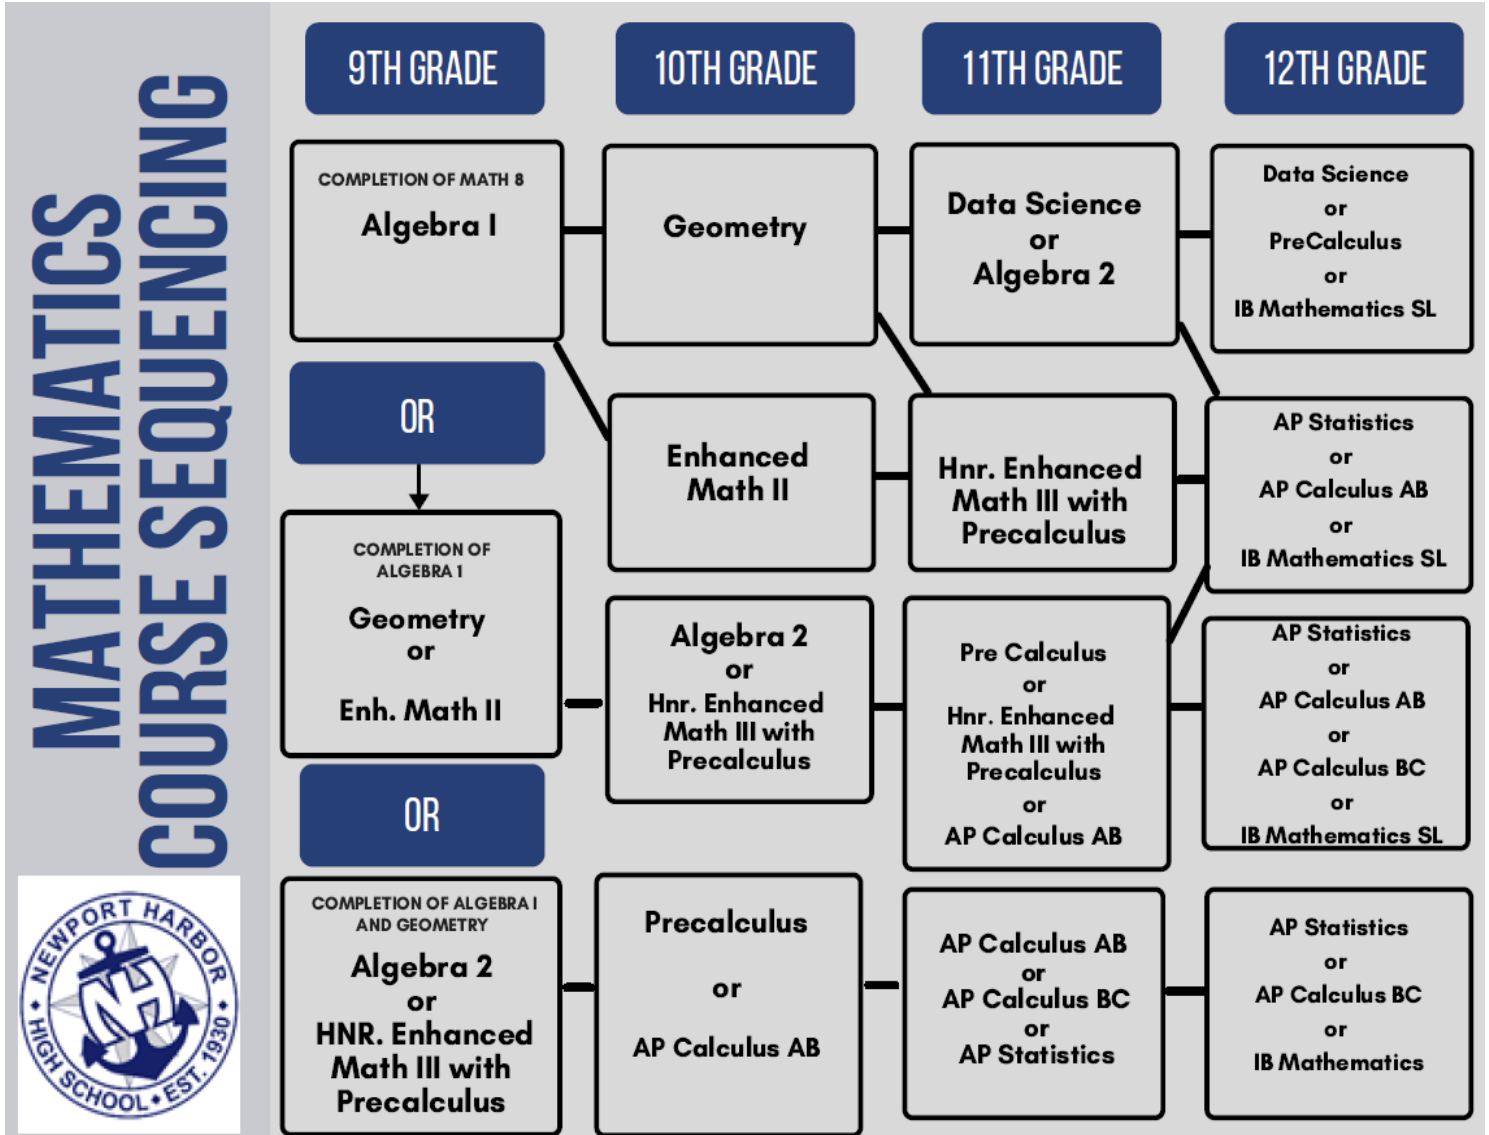 MATHEMATICS
COURSE SEQUENCING
9TH GRADE
10TH GRADE
11TH GRADE
12TH GRADE
COMPLETION OF MATH 8
Algebra I
Geometry
Data Science
or
Algebra 2
Data Science
or
PreCalculus
or
IB Mathematics SL
OR
Enhanced
Math II
Hnr. Enhanced
Math III with
Precalculus
AP Statistics
or
AP Calculus AB
or
IB Mathematics SL
COMPLETION OF
ALGEBRA 1
Geometry
or
Enh. Math II
Algebra 2
or
Hnr. Enhanced
Math III with
Precalculus
Pre Calculus
or
Hnr. Enhanced
Math III with
Precalculus
or
AP Calculus AB
AP Statistics
or
AP Calculus AB
or
AP Calculus BC
or
IB Mathematics SL
OR
COMPLETION OF ALGEBRA I
AND GEOMETRY
Algebra 2
or
HNR. Enhanced
Math III with
Precalculus
Precalculus
or
AP Calculus AB
AP Calculus AB
or
AP Calculus BC
or
AP Statistics
AP Statistics
or
AP Calculus BC
or
IB Mathematics
NEWPORT HARBOR
HIGH SCHOOL • EST. 1930
NH